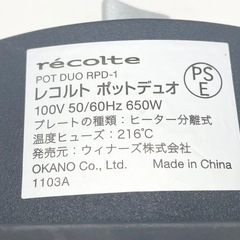 récolte
POT DUO RPD-1
レコルト ポットデュオ
PS
E
100V 50/60Hz 650W
プレートの種類：ヒーター分離式
温度ヒューズ：216℃
発売元：ウィナーズ株式会社
OKANO Co., Ltd. Made in China
1103A